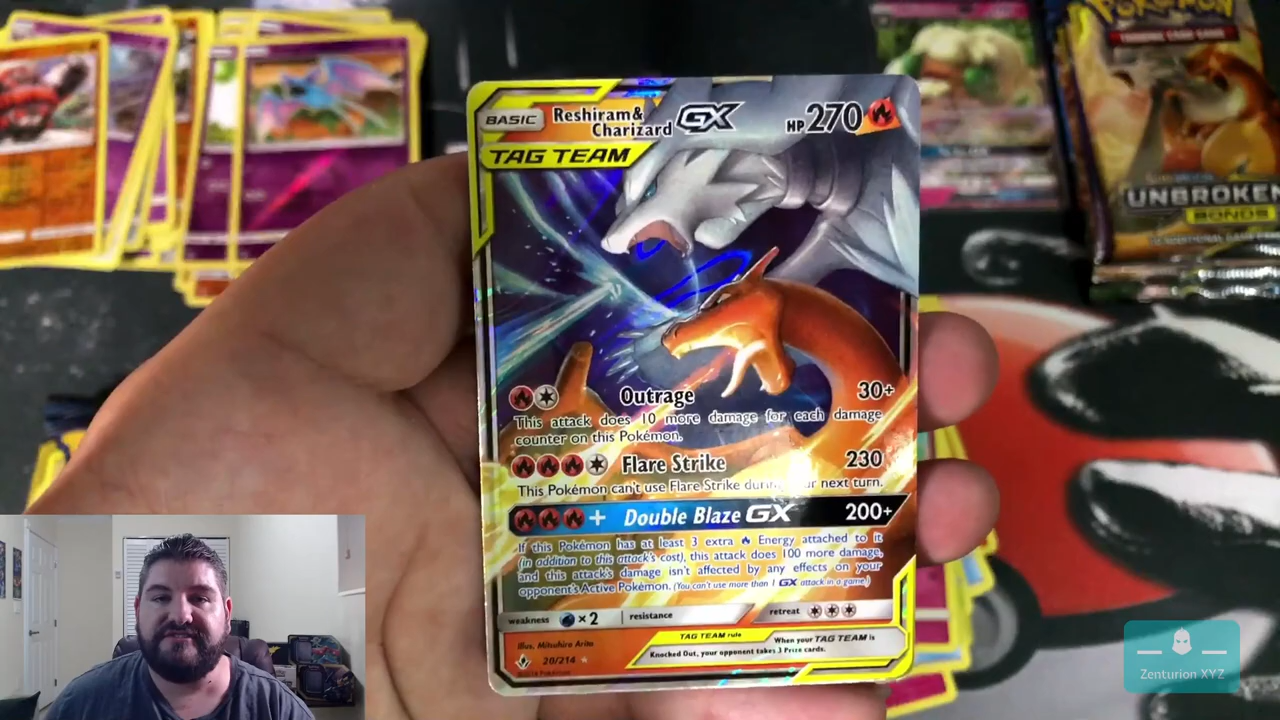 BASIC
Reshiram&
Charizard GX
HP 270
TAG TEAM
Outrage 30+
This attack does 10 more damage for each damage
counter on this Pokémon.
Flare Strike 230
This Pokémon can't use Flare Strike during your next turn.
+ Double Blaze GX 200+
If this Pokémon has at least 3 extra Energy attached to it
(in addition to this attack's cost), this attack does 100 more damage,
and this attack's damage isn't affected by any effects on your
opponent's Active Pokémon. (You can't use more than 1 GX attack in a game.)
weakness ×2 resistance retreat
Illus. Mitsuhiro Arita
20/214
TAG TEAM rule When your TAG TEAM is
Knocked Out, your opponent takes 3 Prize cards.
POKÉMON
TRADING CARD GAME
UNBROKEN
BONDS
Zenturion XYZ